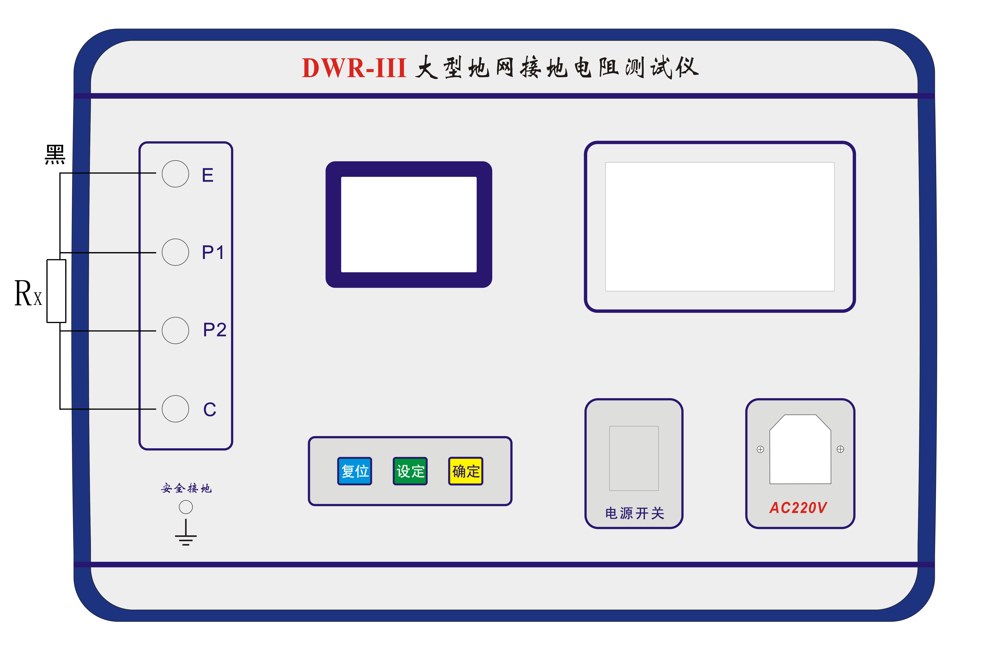 DWR-III 大型地网接地电阻测试仪
黑
E
P1
Rx
P2
C
复位 设定 确定
安全接地
电源开关
AC220V